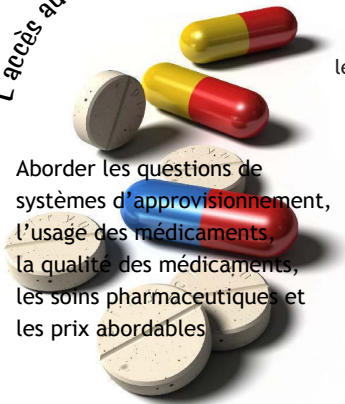 L'accès au
le
Aborder les questions de
systèmes d'approvisionnement,
l'usage des médicaments,
la qualité des médicaments,
les soins pharmaceutiques et
les prix abordables